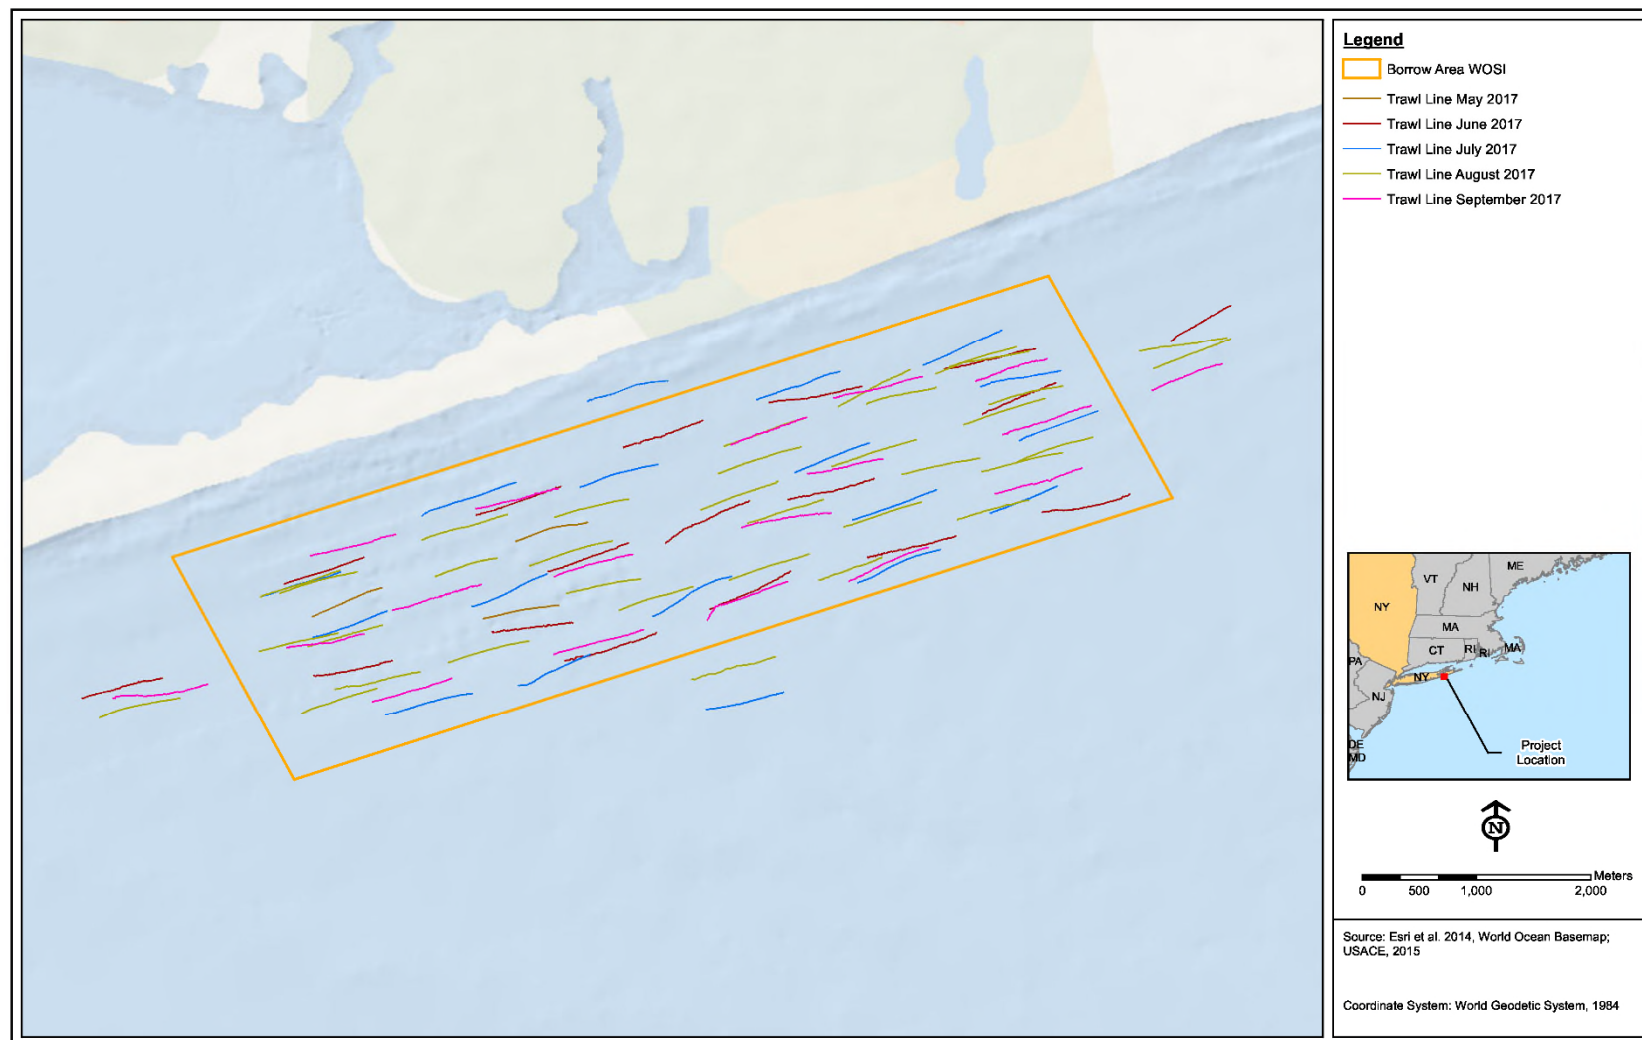 Legend
Borrow Area WOSI
Trawl Line May 2017
Trawl Line June 2017
Trawl Line July 2017
Trawl Line August 2017
Trawl Line September 2017
ME
VT
NH
NY
MA
CT
RI
RI
MA
PA
NY
NJ
DE
MD
Project
Location
N
Meters
0
500
1,000
2,000
Source: Esri et al. 2014, World Ocean Basemap;
USACE, 2015
Coordinate System: World Geodetic System, 1984